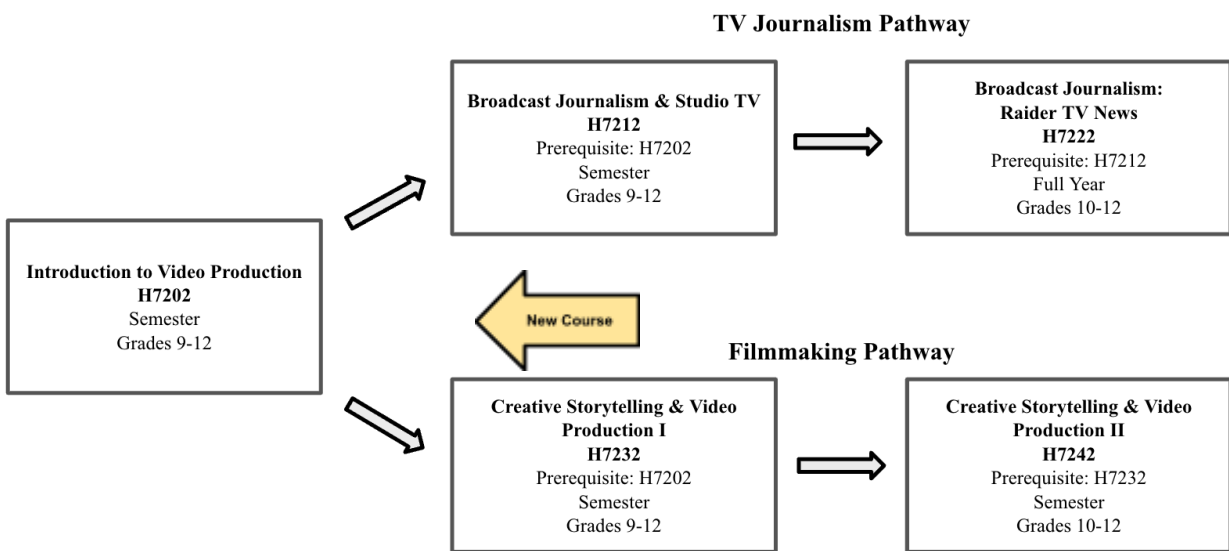 TV Journalism Pathway
Broadcast Journalism & Studio TV
H7212
Prerequisite: H7202
Semester
Grades 9-12
Broadcast Journalism:
Raider TV News
H7222
Prerequisite: H7212
Full Year
Grades 10-12
Introduction to Video Production
H7202
Semester
Grades 9-12
New Course
Filmmaking Pathway
Creative Storytelling & Video
Production I
H7232
Prerequisite: H7202
Semester
Grades 9-12
Creative Storytelling & Video
Production II
H7242
Prerequisite: H7232
Semester
Grades 10-12